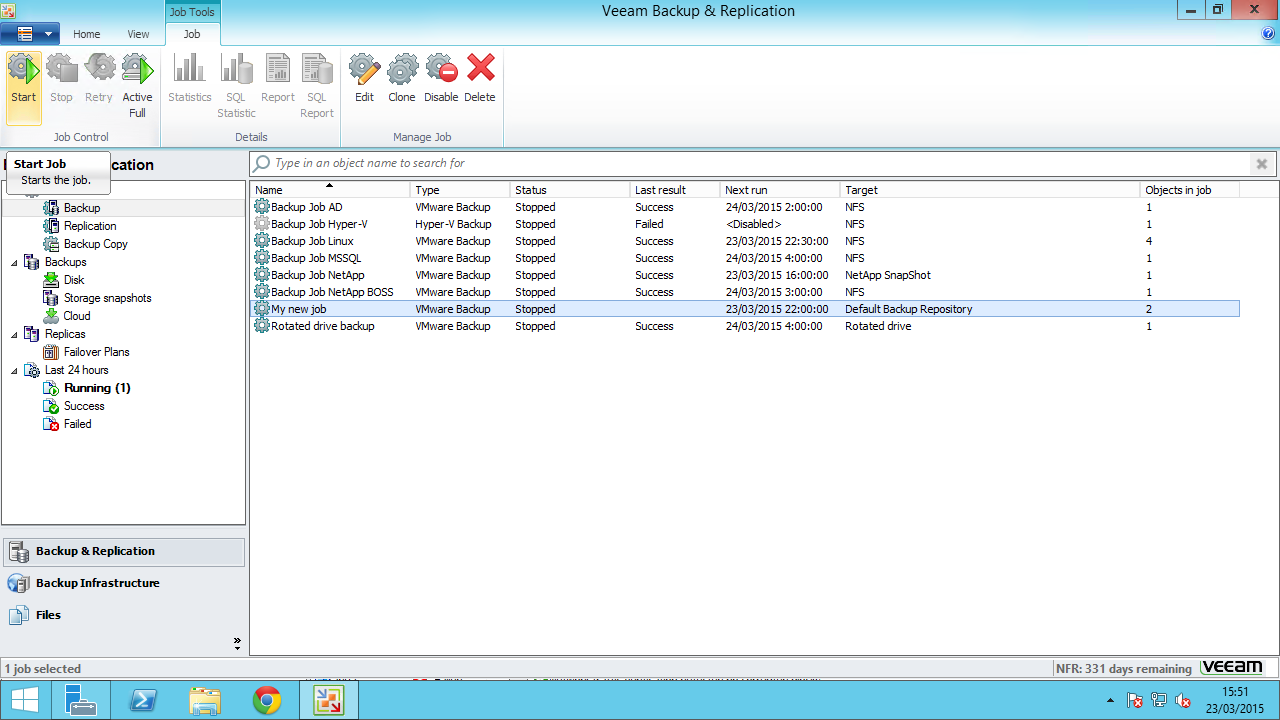 Job Tools
Veeam Backup & Replication
Home View Job
Start Stop Retry Active Full
Statistics SQL Statistic Report SQL Report
Edit Clone Disable Delete
Job Control Details Manage Job
Start Job
Starts the job.
ication
Type in an object name to search for
Backup
Replication
Backup Copy
Backups
Disk
Storage snapshots
Cloud
Replicas
Failover Plans
Last 24 hours
Running (1)
Success
Failed
Name Type Status Last result Next run Target Objects in job
Backup Job AD VMware Backup Stopped Success 24/03/2015 2:00:00 NFS 1
Backup Job Hyper-V Hyper-V Backup Stopped Failed <Disabled> NFS 1
Backup Job Linux VMware Backup Stopped Success 23/03/2015 22:30:00 NFS 4
Backup Job MSSQL VMware Backup Stopped Success 24/03/2015 4:00:00 NFS 1
Backup Job NetApp VMware Backup Stopped Success 23/03/2015 16:00:00 NetApp SnapShot 1
Backup Job NetApp BOSS VMware Backup Stopped Success 24/03/2015 3:00:00 NFS 1
My new job VMware Backup Stopped 23/03/2015 22:00:00 Default Backup Repository 2
Rotated drive backup VMware Backup Stopped Success 24/03/2015 4:00:00 Rotated drive 1
Backup & Replication
Backup Infrastructure
Files
1 job selected
NFR: 331 days remaining
veeam
15:51
23/03/2015